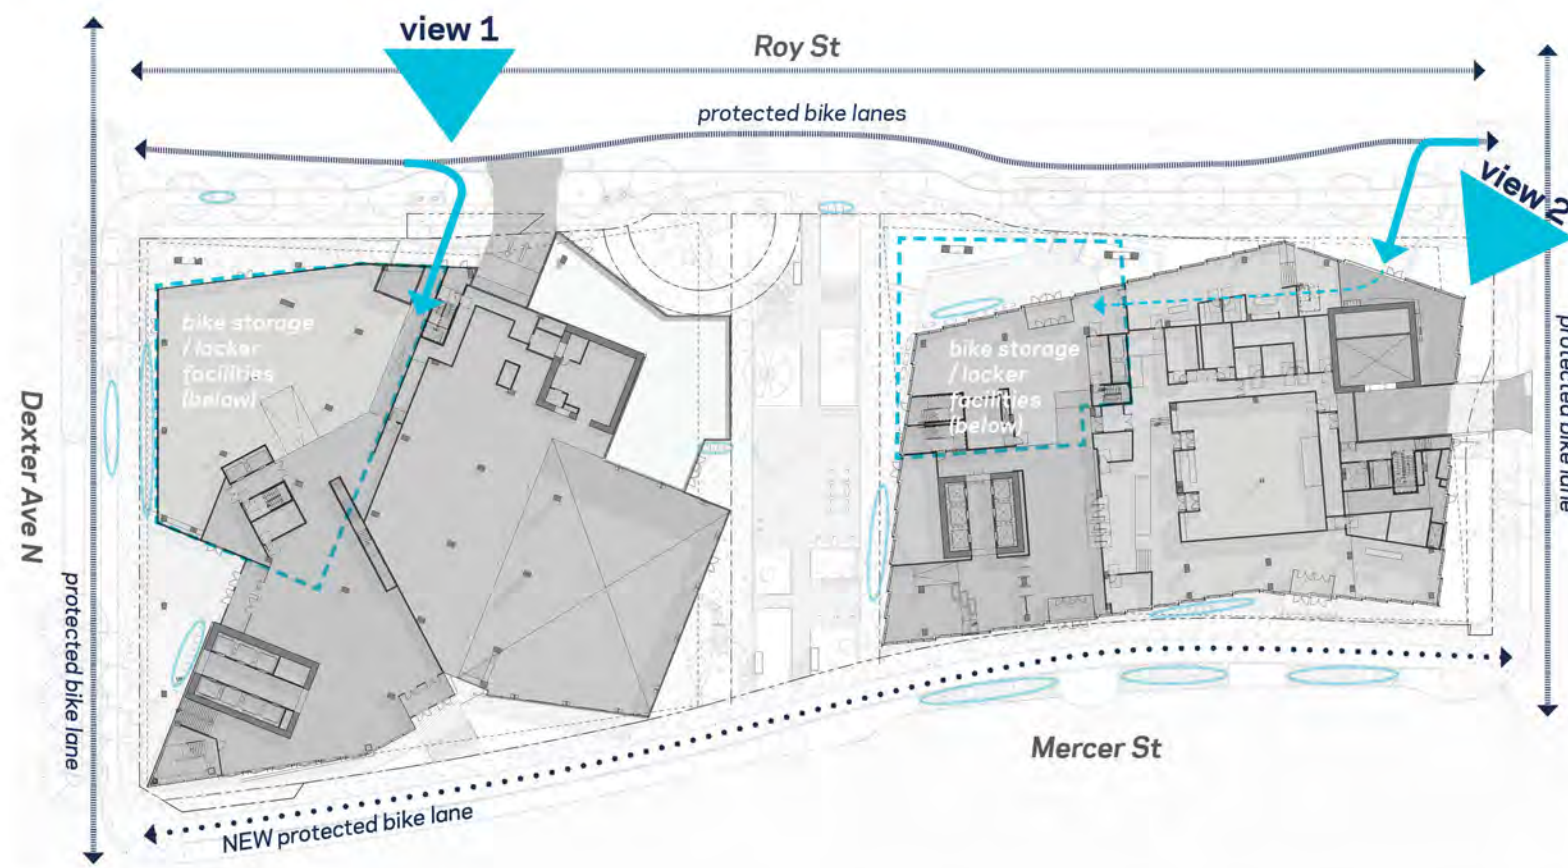 view 1
Roy St
protected bike lanes
view 2
bike storage
/ locker
facilities
(below)
bike storage
/ locker
facilities
(below)
Dexter Ave N
protected bike lane
protected bike lane
Mercer St
NEW protected bike lane